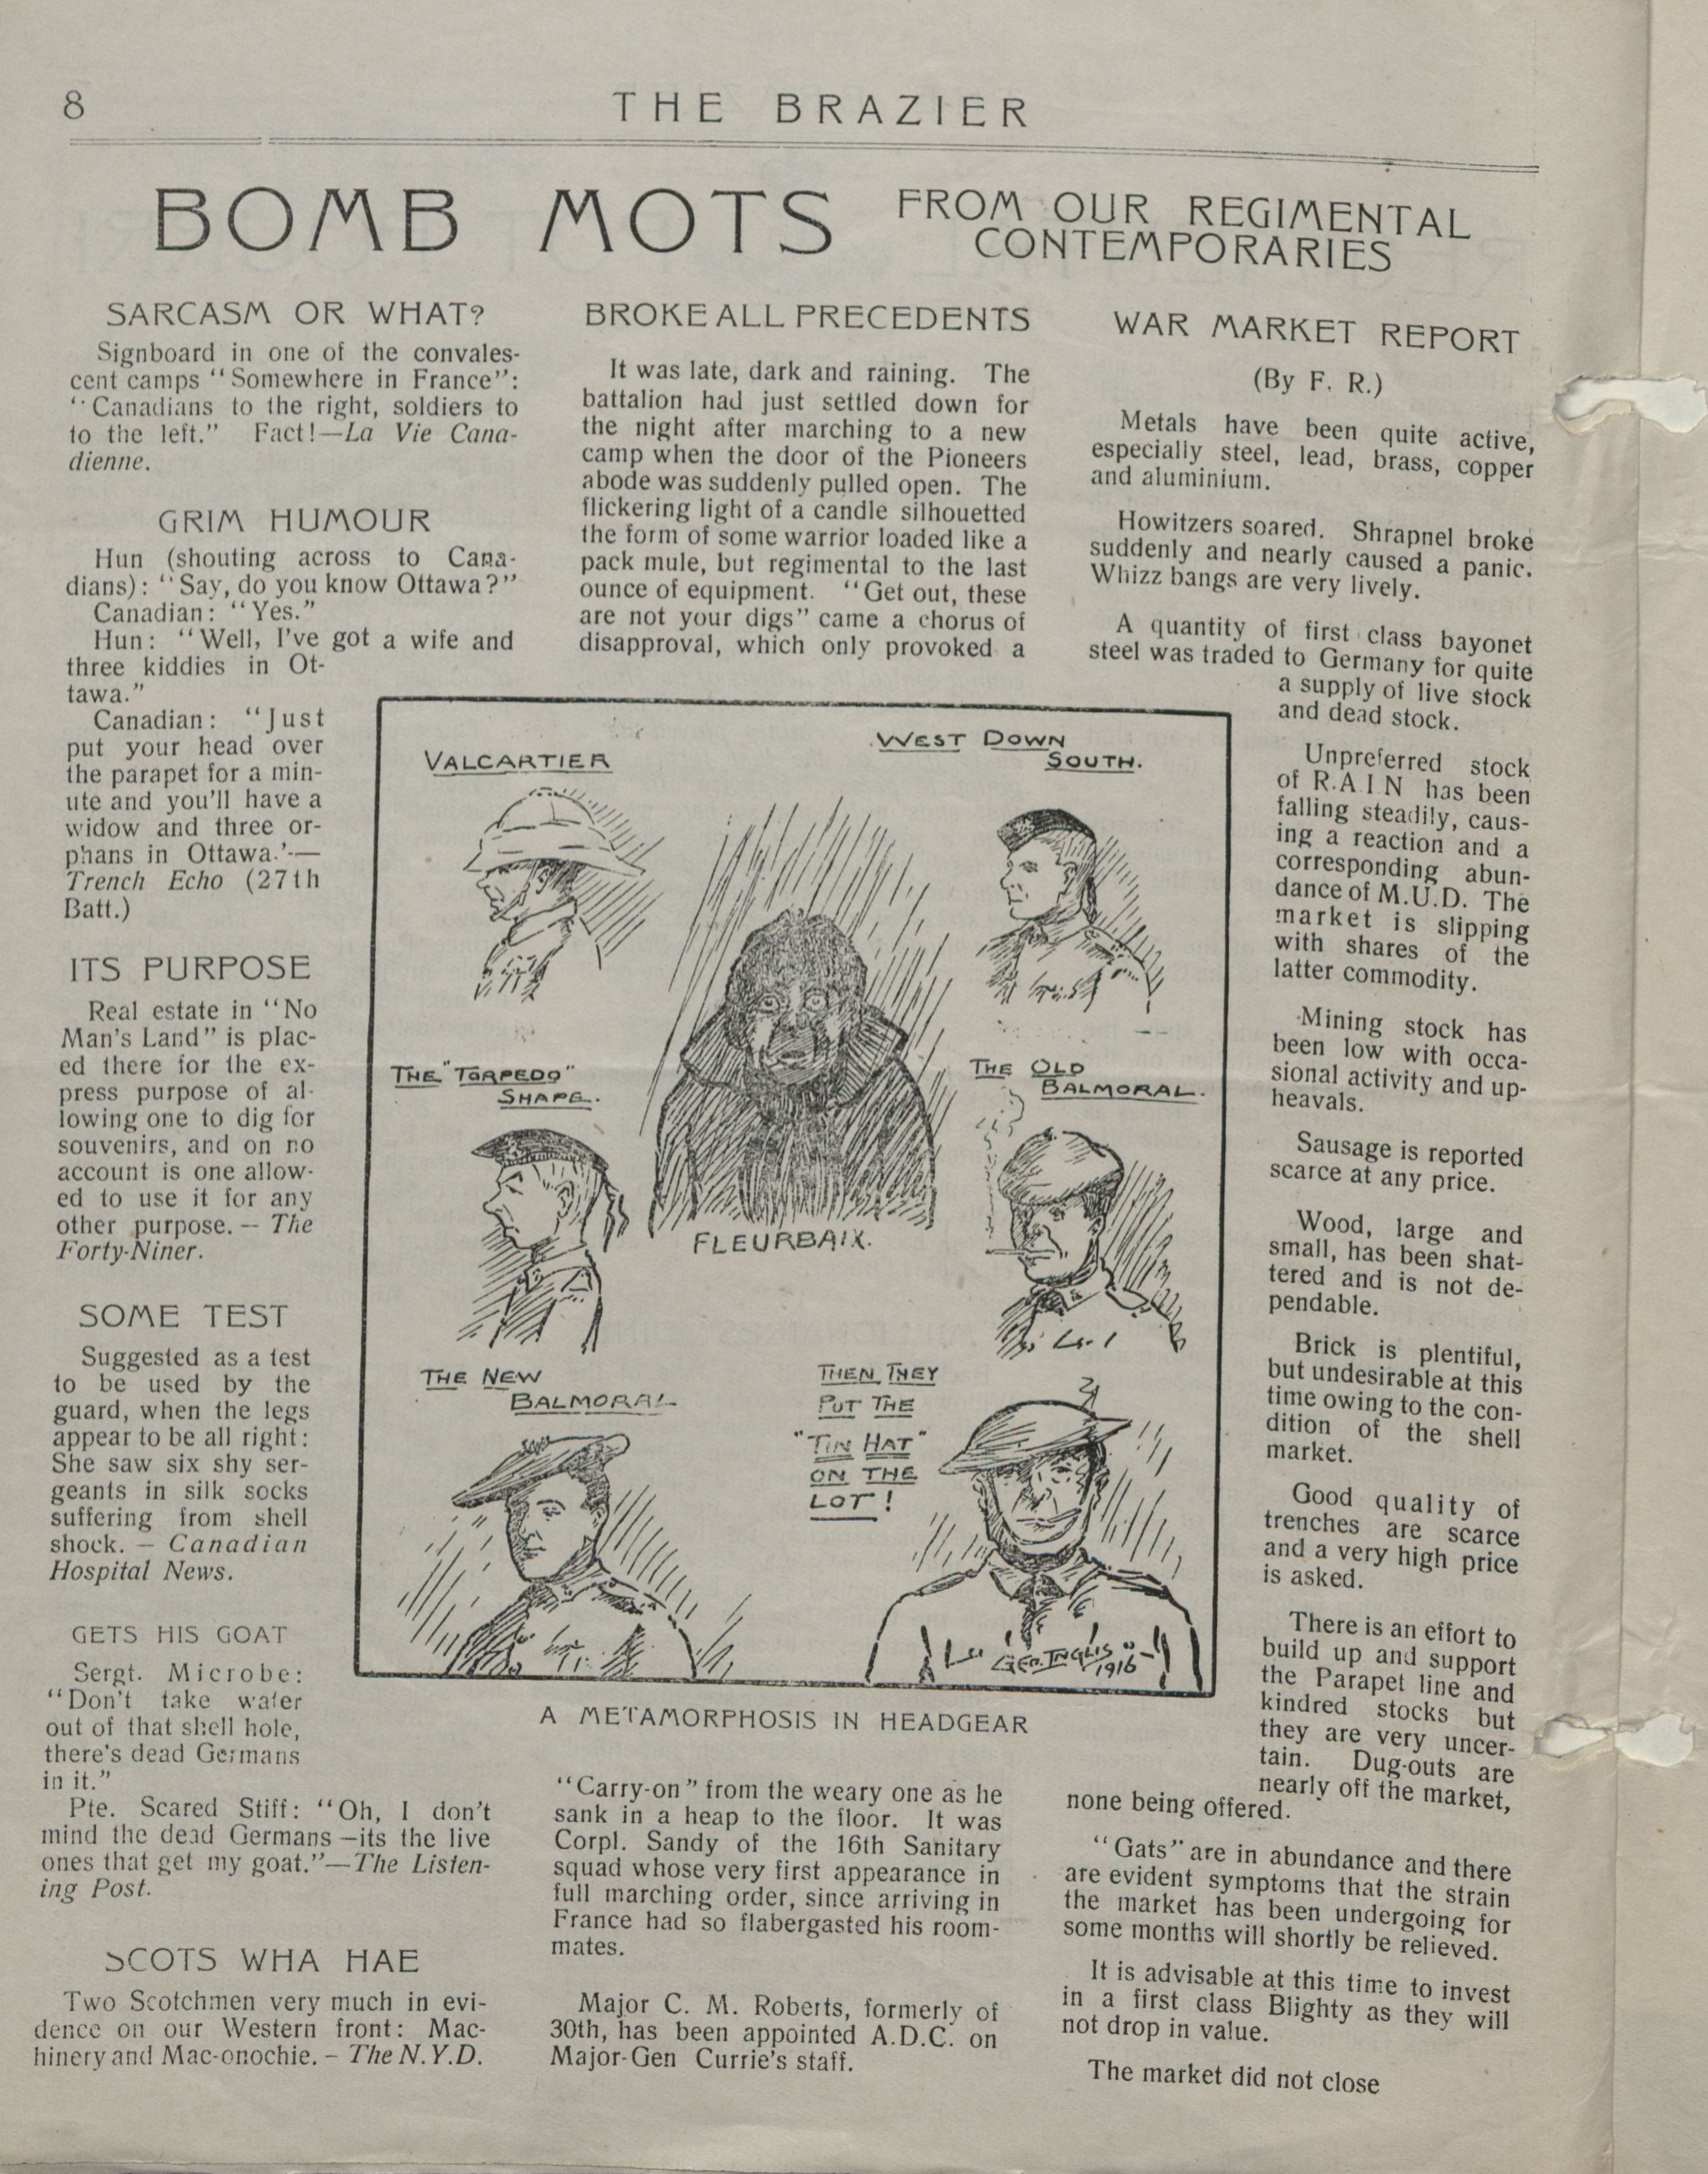 8
THE BRAZIER
BOMB MOTS
FROM OUR REGIMENTAL
CONTEMPORARIES
SARCASM OR WHAT?
Signboard in one of the convales-
cent camps "Somewhere in France":
"Canadians to the right, soldiers to
to the left." Fact!—La Vie Cana-
dienne.
GRIM HUMOUR
Hun (shouting across to Cana-
dians): "Say, do you know Ottawa?"
Canadian: "Yes."
Hun: "Well, I've got a wife and
three kiddies in Ot-
tawa."
Canadian: "Just
put your head over
the parapet for a min-
ute and you'll have a
widow and three or-
phans in Ottawa.'—
Trench Echo (27th
Batt.)
ITS PURPOSE
Real estate in "No
Man's Land" is plac-
ed there for the ex-
press purpose of al-
lowing one to dig for
souvenirs, and on no
account is one allow-
ed to use it for any
other purpose. — The
Forty-Niner.
SOME TEST
Suggested as a test
to be used by the
guard, when the legs
appear to be all right:
She saw six shy ser-
geants in silk socks
suffering from shell
shock. — Canadian
Hospital News.
GETS HIS GOAT
Sergt. Microbe:
"Don't take water
out of that shell hole,
there's dead Germans
in it."
Pte. Scared Stiff: "Oh, I don't
mind the dead Germans—its the live
ones that get my goat."—The Listen-
ing Post.
SCOTS WHA HAE
Two Scotchmen very much in evi-
dence on our Western front: Mac-
hinery and Mac-onochie. – The N.Y.D.
BROKE ALL PRECEDENTS
It was late, dark and raining. The
battalion had just settled down for
the night after marching to a new
camp when the door of the Pioneers
abode was suddenly pulled open. The
flickering light of a candle silhouetted
the form of some warrior loaded like a
pack mule, but regimental to the last
ounce of equipment. "Get out, these
are not your digs" came a chorus of
disapproval, which only provoked a
VALCARTIER
WEST DOWN
SOUTH.
THE "TORPEDO"
SHAPE.
THE OLD
BALMORAL.
FLEURBAIX.
THE NEW
BALMORAL
THEN THEY
PUT THE
"TIN HAT"
ON THE
LOT!
GEO. INGLIS
1916
A METAMORPHOSIS IN HEADGEAR
"Carry-on" from the weary one as he
sank in a heap to the floor. It was
Corpl. Sandy of the 16th Sanitary
squad whose very first appearance in
full marching order, since arriving in
France had so flabergasted his room-
mates.
Major C. M. Roberts, formerly of
30th, has been appointed A.D.C. on
Major-Gen Currie's staff.
WAR MARKET REPORT
(By F. R.)
Metals have been quite active,
especially steel, lead, brass, copper
and aluminium.
Howitzers soared. Shrapnel broke
suddenly and nearly caused a panic.
Whizz bangs are very lively.
A quantity of first class bayonet
steel was traded to Germany for quite
a supply of live stock
and dead stock.
Unpreferred stock
of R.A I N has been
falling steadily, caus-
ing a reaction and a
corresponding abun-
dance of M.U.D. The
market is slipping
with shares of the
latter commodity.
Mining stock has
been low with occa-
sional activity and up-
heavals.
Sausage is reported
scarce at any price.
Wood, large and
small, has been shat-
tered and is not de-
pendable.
Brick is plentiful,
but undesirable at this
time owing to the con-
dition of the shell
market.
Good quality of
trenches are scarce
and a very high price
is asked.
There is an effort to
build up and support
the Parapet line and
kindred stocks but
they are very uncer-
tain. Dug-outs are
nearly off the market,
none being offered.
"Gats" are in abundance and there
are evident symptoms that the strain
the market has been undergoing for
some months will shortly be relieved.
It is advisable at this time to invest
in a first class Blighty as they will
not drop in value.
The market did not close